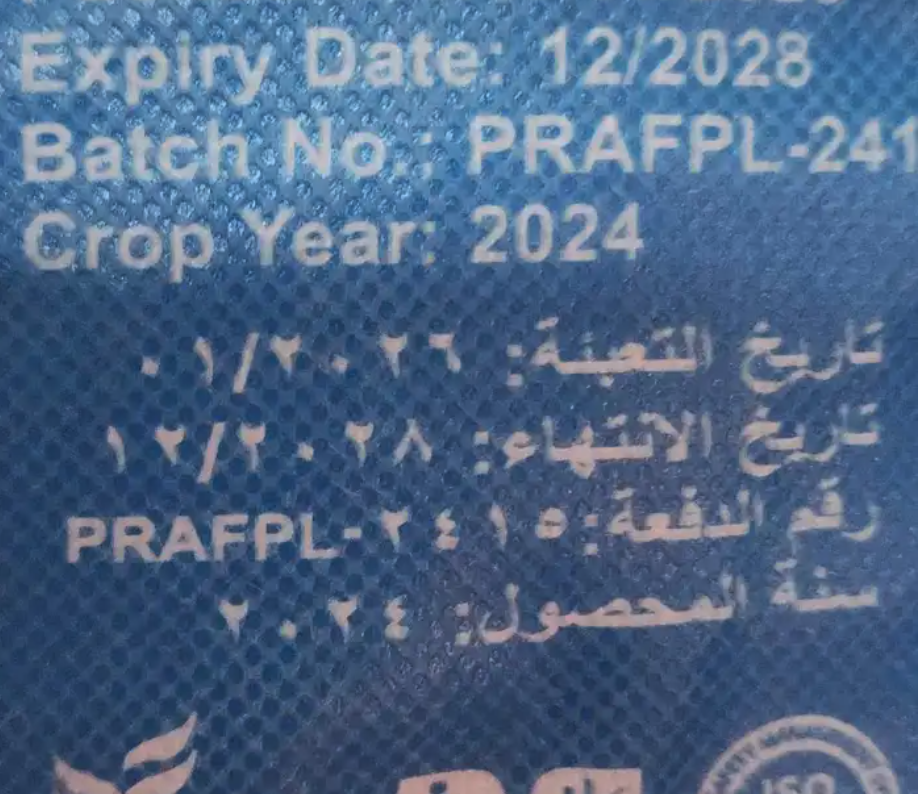 Expiry Date: 12/2028
Batch No.: PRAFPL-241
Crop Year: 2024
تاريخ التعبئة: ٠١/٢٠٢٦
تاريخ الانتهاء: ١٢/٢٠٢٨
رقم الدفعة: PRAFPL-٢٤١٥
سنة المحصول: ٢٠٢٤
ISO